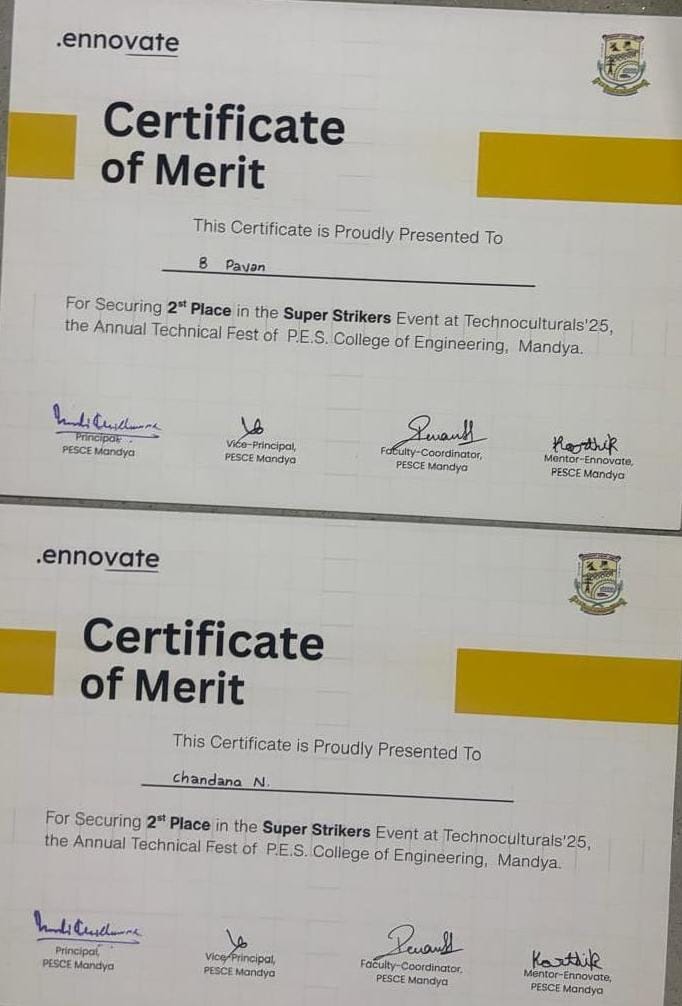 .ennovate
Certificate
of Merit
This Certificate is Proudly Presented To
B Pavan
For Securing 2st Place in the Super Strikers Event at Technoculturals'25,
the Annual Technical Fest of P.E.S. College of Engineering, Mandya.
Principal,
PESCE Mandya
Vice-Principal,
PESCE Mandya
Faculty-Coordinator,
PESCE Mandya
Karthik
Mentor-Ennovate,
PESCE Mandya
.ennovate
Certificate
of Merit
This Certificate is Proudly Presented To
Chandana N.
For Securing 2st Place in the Super Strikers Event at Technoculturals'25,
the Annual Technical Fest of P.E.S. College of Engineering, Mandya.
Principal,
PESCE Mandya
Vice-Principal,
PESCE Mandya
Faculty-Coordinator,
PESCE Mandya
Karthik
Mentor-Ennovate,
PESCE Mandya